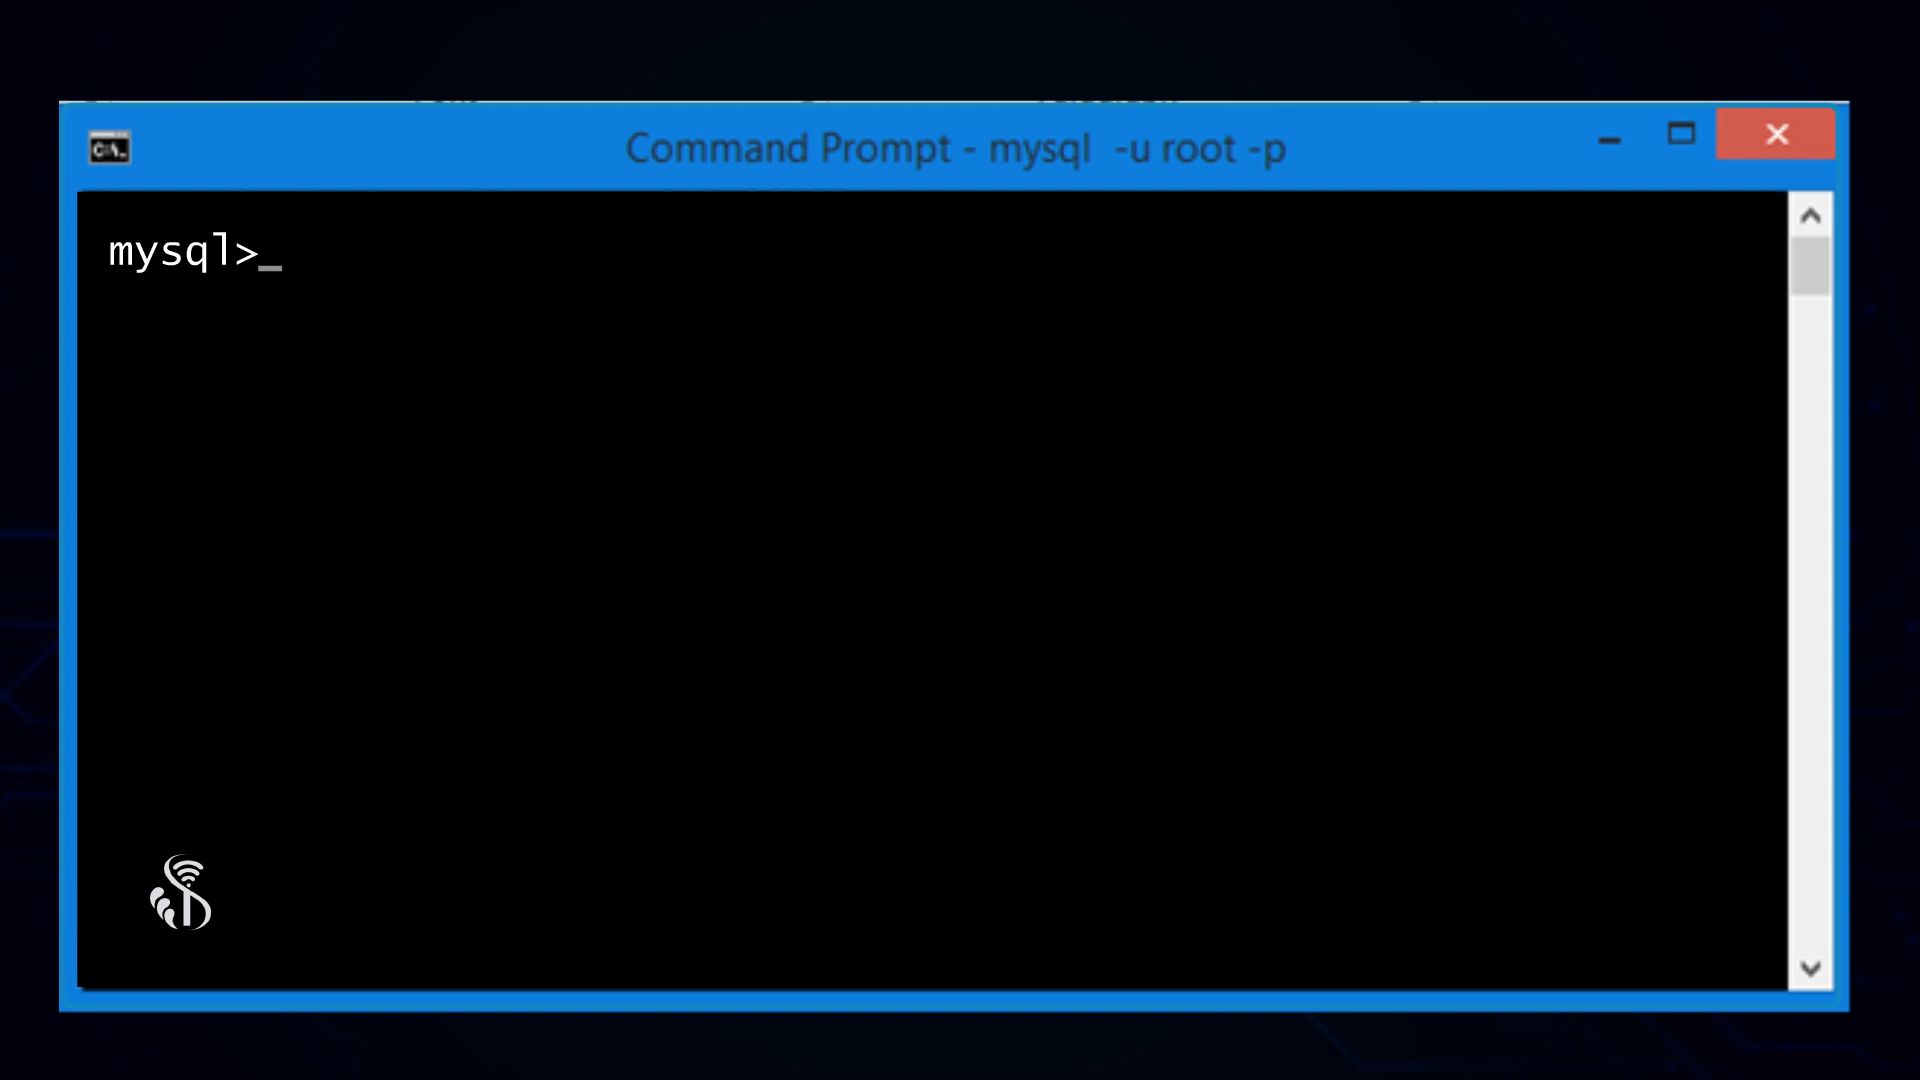 C:\.
Command Prompt - mysql  -u root -p
mysql>_